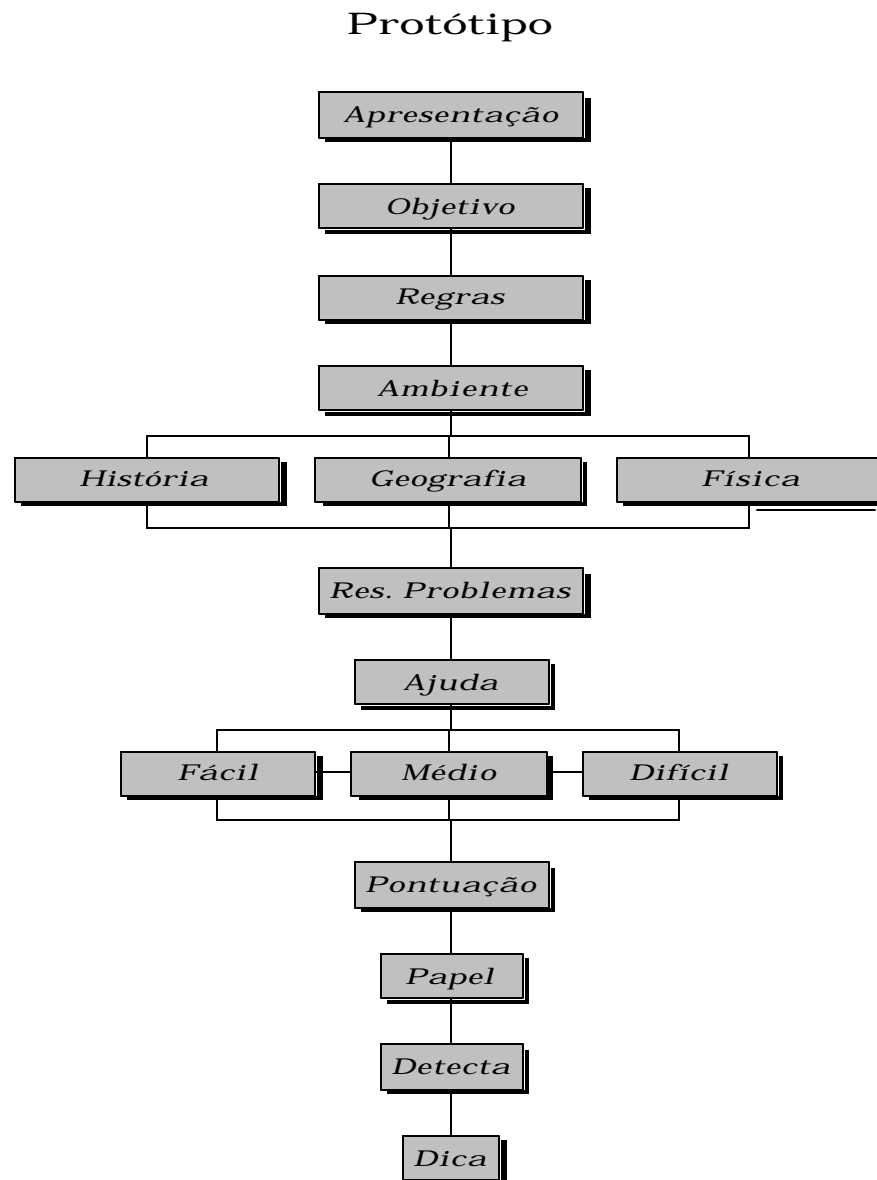 Protótipo
Apresentação
Objetivo
Regras
Ambiente
História Geografia Física
Res. Problemas
Ajuda
Fácil Médio Difícil
Pontuação
Papel
Detecta
Dica